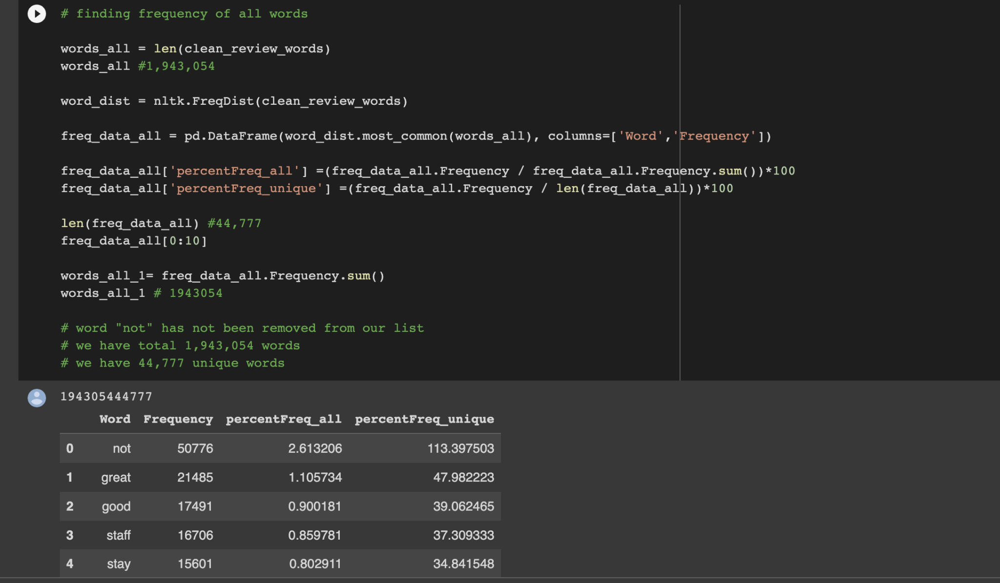 # finding frequency of all words
words_all = len(clean_review_words)
words_all #1,943,054
word_dist = nltk.FreqDist(clean_review_words)
freq_data_all = pd.DataFrame(word_dist.most_common(words_all), columns=['Word','Frequency'])
freq_data_all['percentFreq_all'] =(freq_data_all.Frequency / freq_data_all.Frequency.sum())*100
freq_data_all['percentFreq_unique'] =(freq_data_all.Frequency / len(freq_data_all))*100
len(freq_data_all) #44,777
freq_data_all[0:10]
words_all_1= freq_data_all.Frequency.sum()
words_all_1 # 1943054
# word "not" has not been removed from our list
# we have total 1,943,054 words
# we have 44,777 unique words
194305444777
Word Frequency percentFreq_all percentFreq_unique
0 not 50776 2.613206 113.397503
1 great 21485 1.105734 47.982223
2 good 17491 0.900181 39.062465
3 staff 16706 0.859781 37.309333
4 stay 15601 0.802911 34.841548